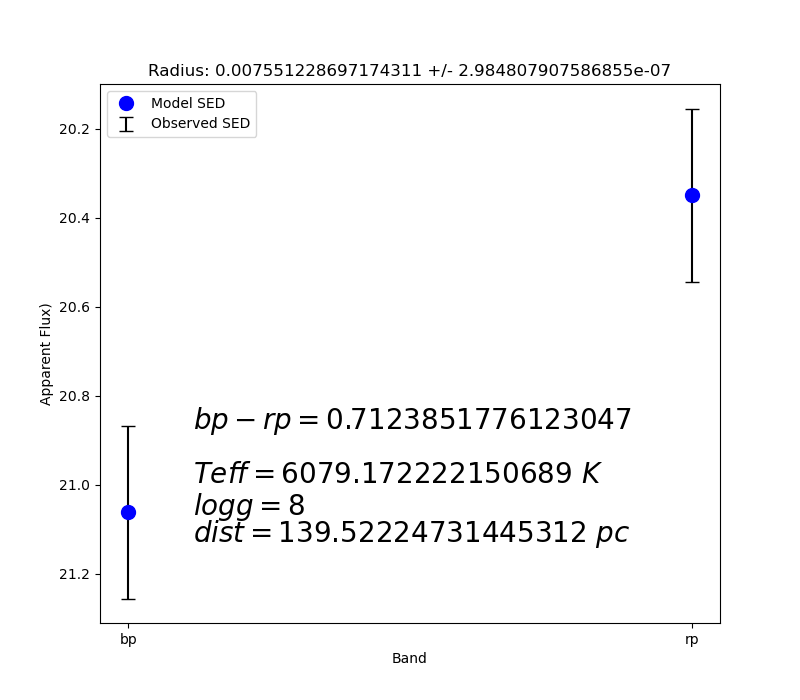 Radius: 0.007551228697174311 +/- 2.984807907586855e-07
Model SED
Observed SED
20.2
20.4
20.6
20.8
21.0
21.2
Apparent Flux)
bp − rp = 0.7123851776123047
Teff = 6079.172222150689 K
logg = 8
dist = 139.52224731445312 pc
bp
rp
Band